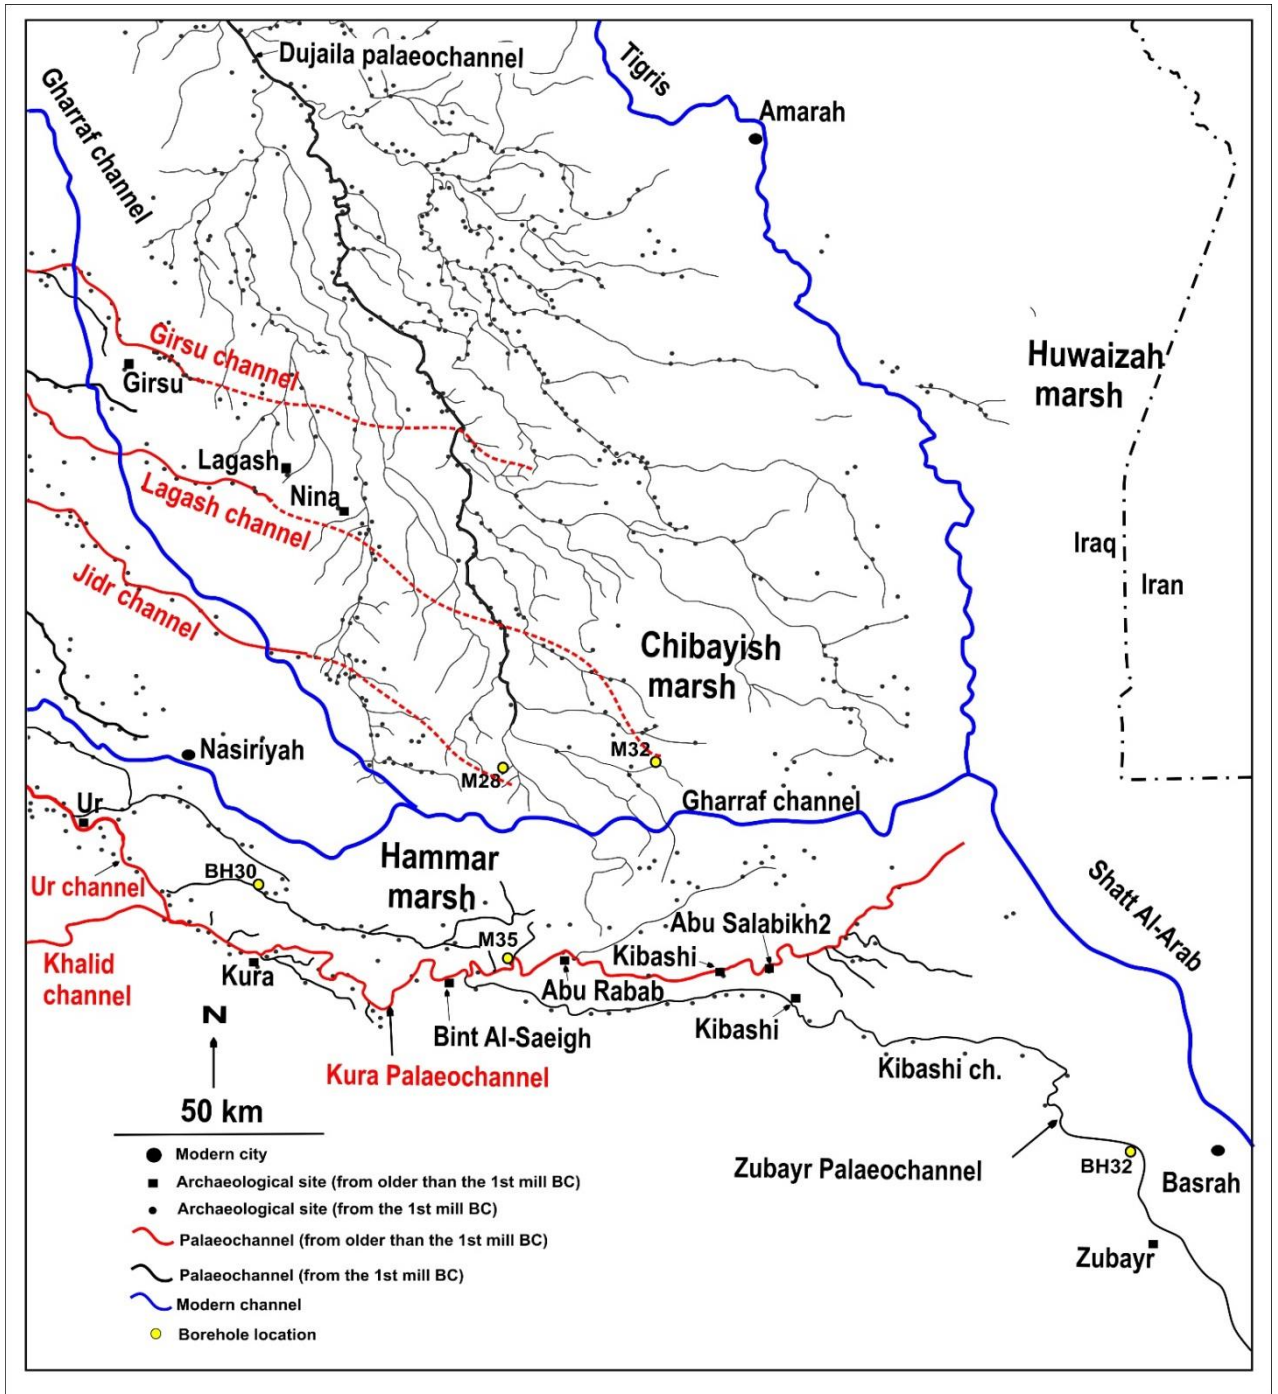 Dujaila palaeochannel
Tigris
Gharraf channel
Amarah
Huwaizah
marsh
Girsu channel
Girsu
Lagash
Nina
Lagash channel
Iraq
Iran
Jidr channel
Chibayish
marsh
Nasiriyah
M32
M28
Gharraf channel
Ur
Hammar
marsh
BH30
Ur channel
Shatt Al-Arab
Abu Salabikh2
M35
Kibashi
Khalid
channel
Kura
Abu Rabab
N
Bint Al-Saeigh
Kibashi
Kura Palaeochannel
Kibashi ch.
50 km
Modern city
Zubayr Palaeochannel
BH32
Basrah
Archaeological site (from older than the 1st mill BC)
Archaeological site (from the 1st mill BC)
Palaeochannel (from older than the 1st mill BC)
Zubayr
Palaeochannel (from the 1st mill BC)
Modern channel
Borehole location